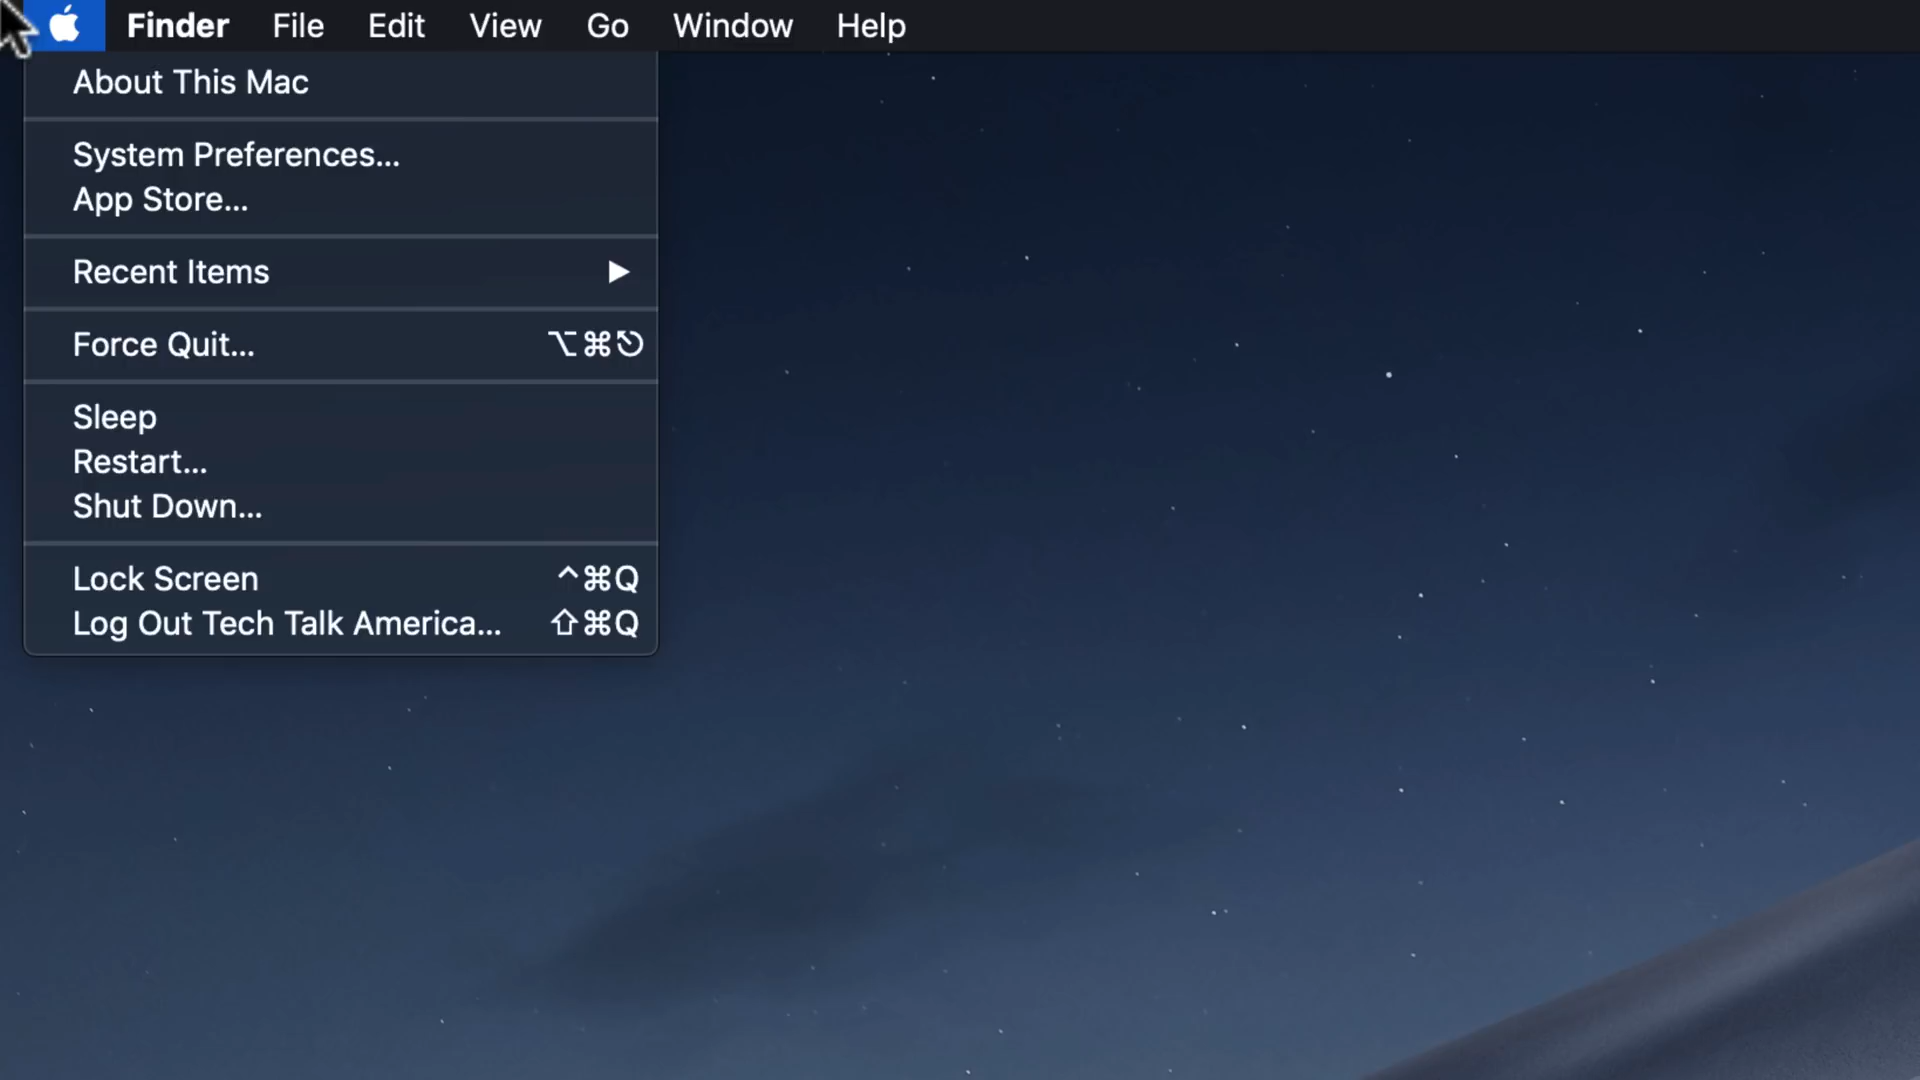 Finder File Edit View Go Window Help
About This Mac
System Preferences...
App Store...
Recent Items ▶
Force Quit... ⌥⌘⎋
Sleep
Restart...
Shut Down...
Lock Screen ^⌘Q
Log Out Tech Talk America... ⇧⌘Q